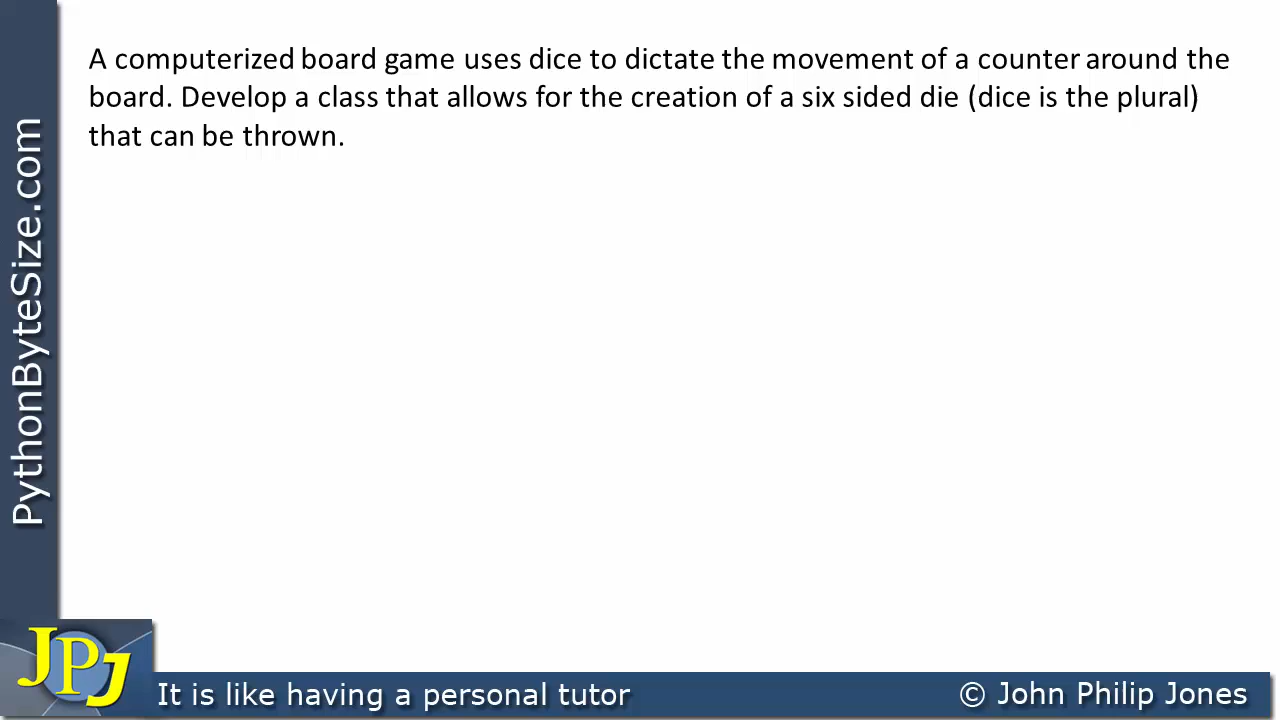 A computerized board game uses dice to dictate the movement of a counter around the
board. Develop a class that allows for the creation of a six sided die (dice is the plural)
that can be thrown.
PythonByteSize.com
JPJ
It is like having a personal tutor
© John Philip Jones